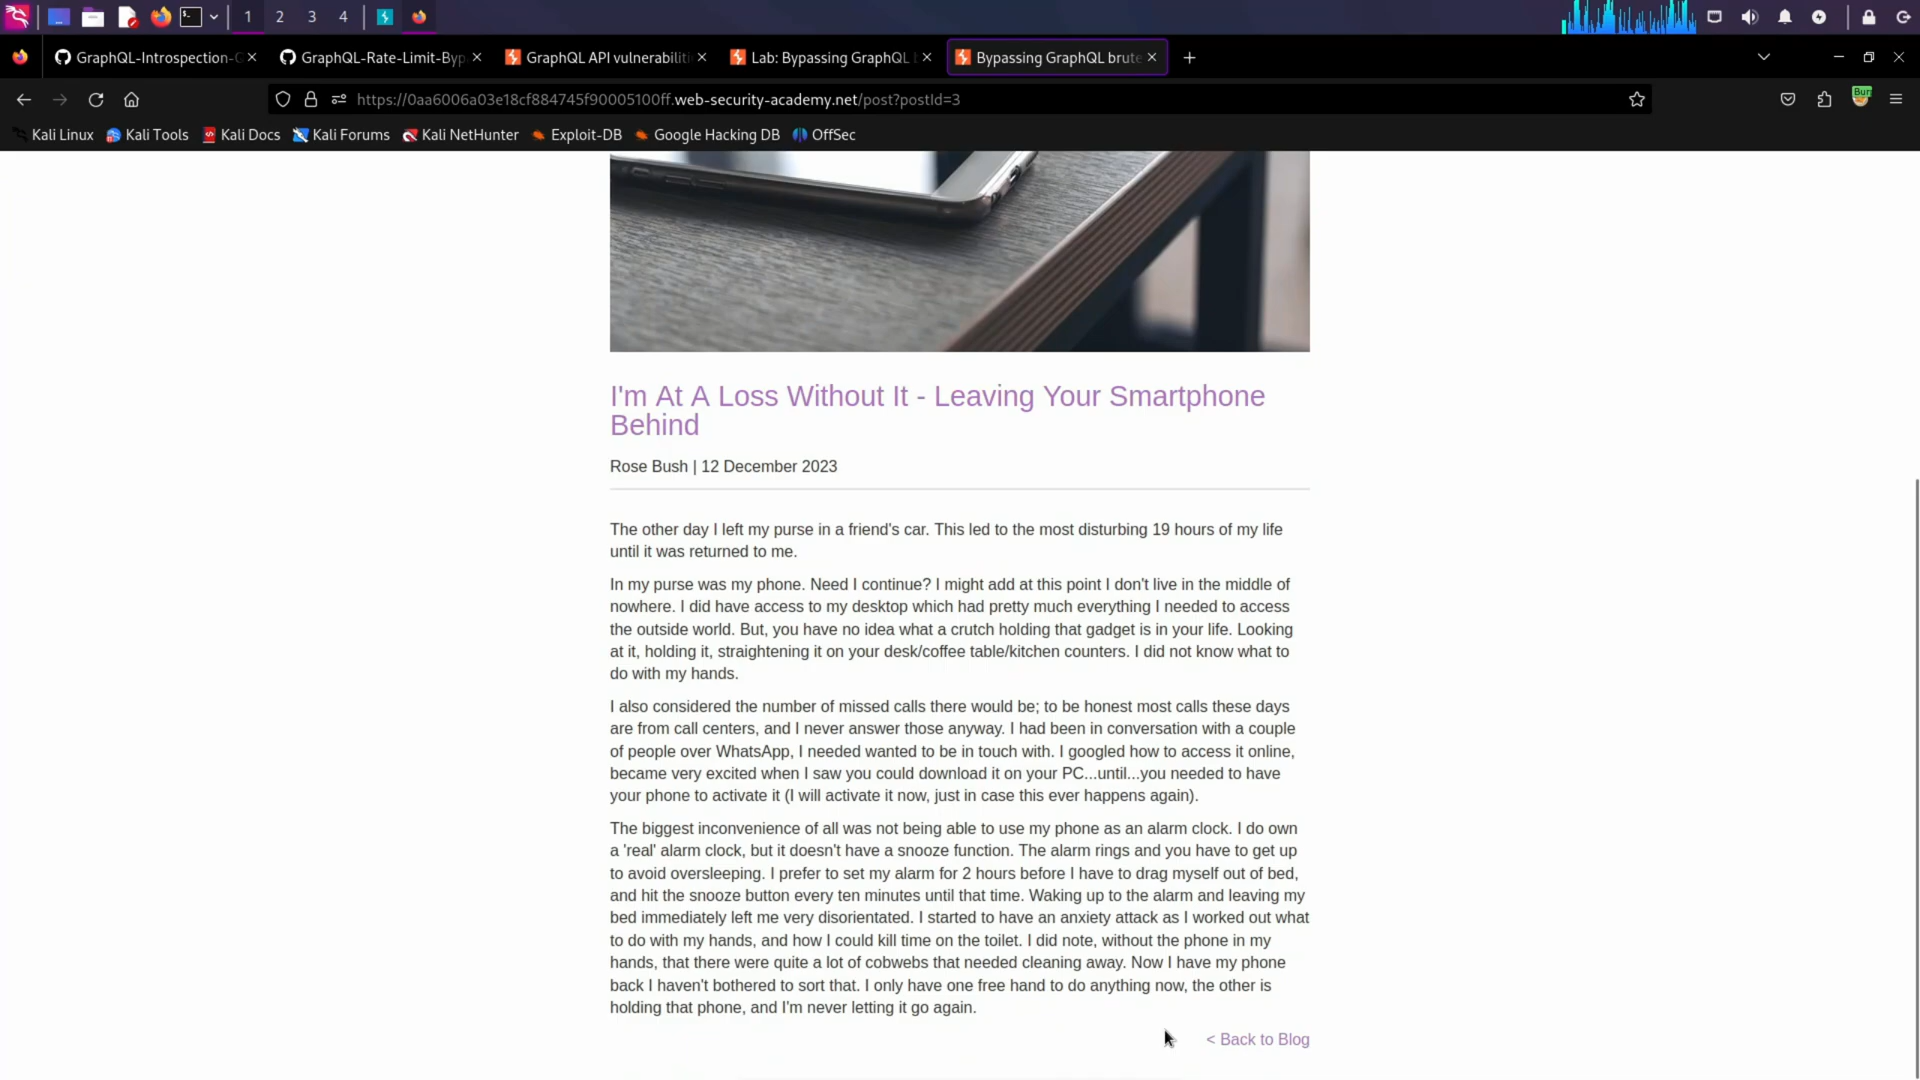 1
2
3
4
GraphQL-Introspection-
GraphQL-Rate-Limit-Byp
GraphQL API vulnerabiliti
Lab: Bypassing GraphQL
Bypassing GraphQL brute
https://0aa6006a03e18cf884745f90005100ff.web-security-academy.net/post?postId=3
Bur
Kali Linux
Kali Tools
Kali Docs
Kali Forums
Kali NetHunter
Exploit-DB
Google Hacking DB
OffSec
I'm At A Loss Without It - Leaving Your Smartphone
Behind
Rose Bush | 12 December 2023
The other day I left my purse in a friend's car. This led to the most disturbing 19 hours of my life
until it was returned to me.
In my purse was my phone. Need I continue? I might add at this point I don't live in the middle of
nowhere. I did have access to my desktop which had pretty much everything I needed to access
the outside world. But, you have no idea what a crutch holding that gadget is in your life. Looking
at it, holding it, straightening it on your desk/coffee table/kitchen counters. I did not know what to
do with my hands.
I also considered the number of missed calls there would be; to be honest most calls these days
are from call centers, and I never answer those anyway. I had been in conversation with a couple
of people over WhatsApp, I needed wanted to be in touch with. I googled how to access it online,
became very excited when I saw you could download it on your PC...until...you needed to have
your phone to activate it (I will activate it now, just in case this ever happens again).
The biggest inconvenience of all was not being able to use my phone as an alarm clock. I do own
a 'real' alarm clock, but it doesn't have a snooze function. The alarm rings and you have to get up
to avoid oversleeping. I prefer to set my alarm for 2 hours before I have to drag myself out of bed,
and hit the snooze button every ten minutes until that time. Waking up to the alarm and leaving my
bed immediately left me very disorientated. I started to have an anxiety attack as I worked out what
to do with my hands, and how I could kill time on the toilet. I did note, without the phone in my
hands, that there were quite a lot of cobwebs that needed cleaning away. Now I have my phone
back I haven't bothered to sort that. I only have one free hand to do anything now, the other is
holding that phone, and I'm never letting it go again.
< Back to Blog